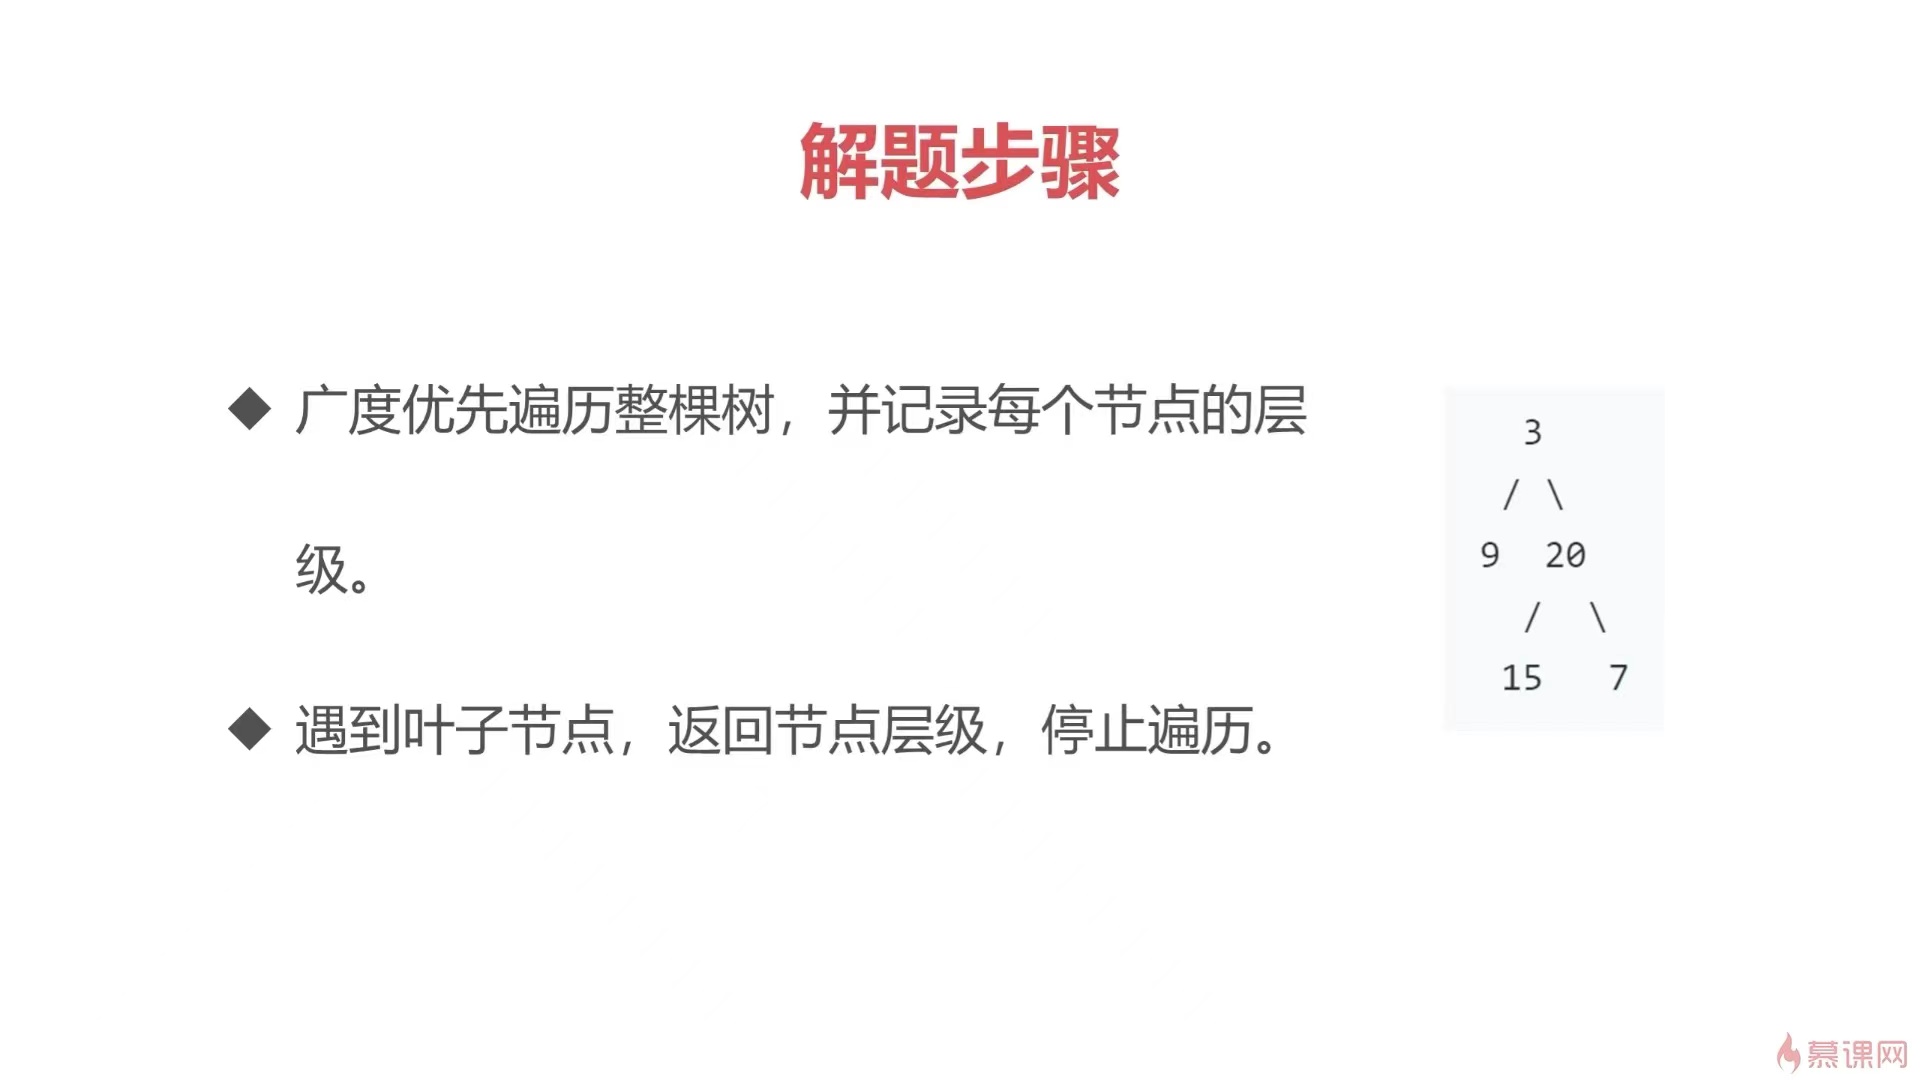 解题步骤
◆ 广度优先遍历整棵树，并记录每个节点的层
级。
◆ 遇到叶子节点，返回节点层级，停止遍历。
3
/ \
9 20
/ \
15 7
慕课网